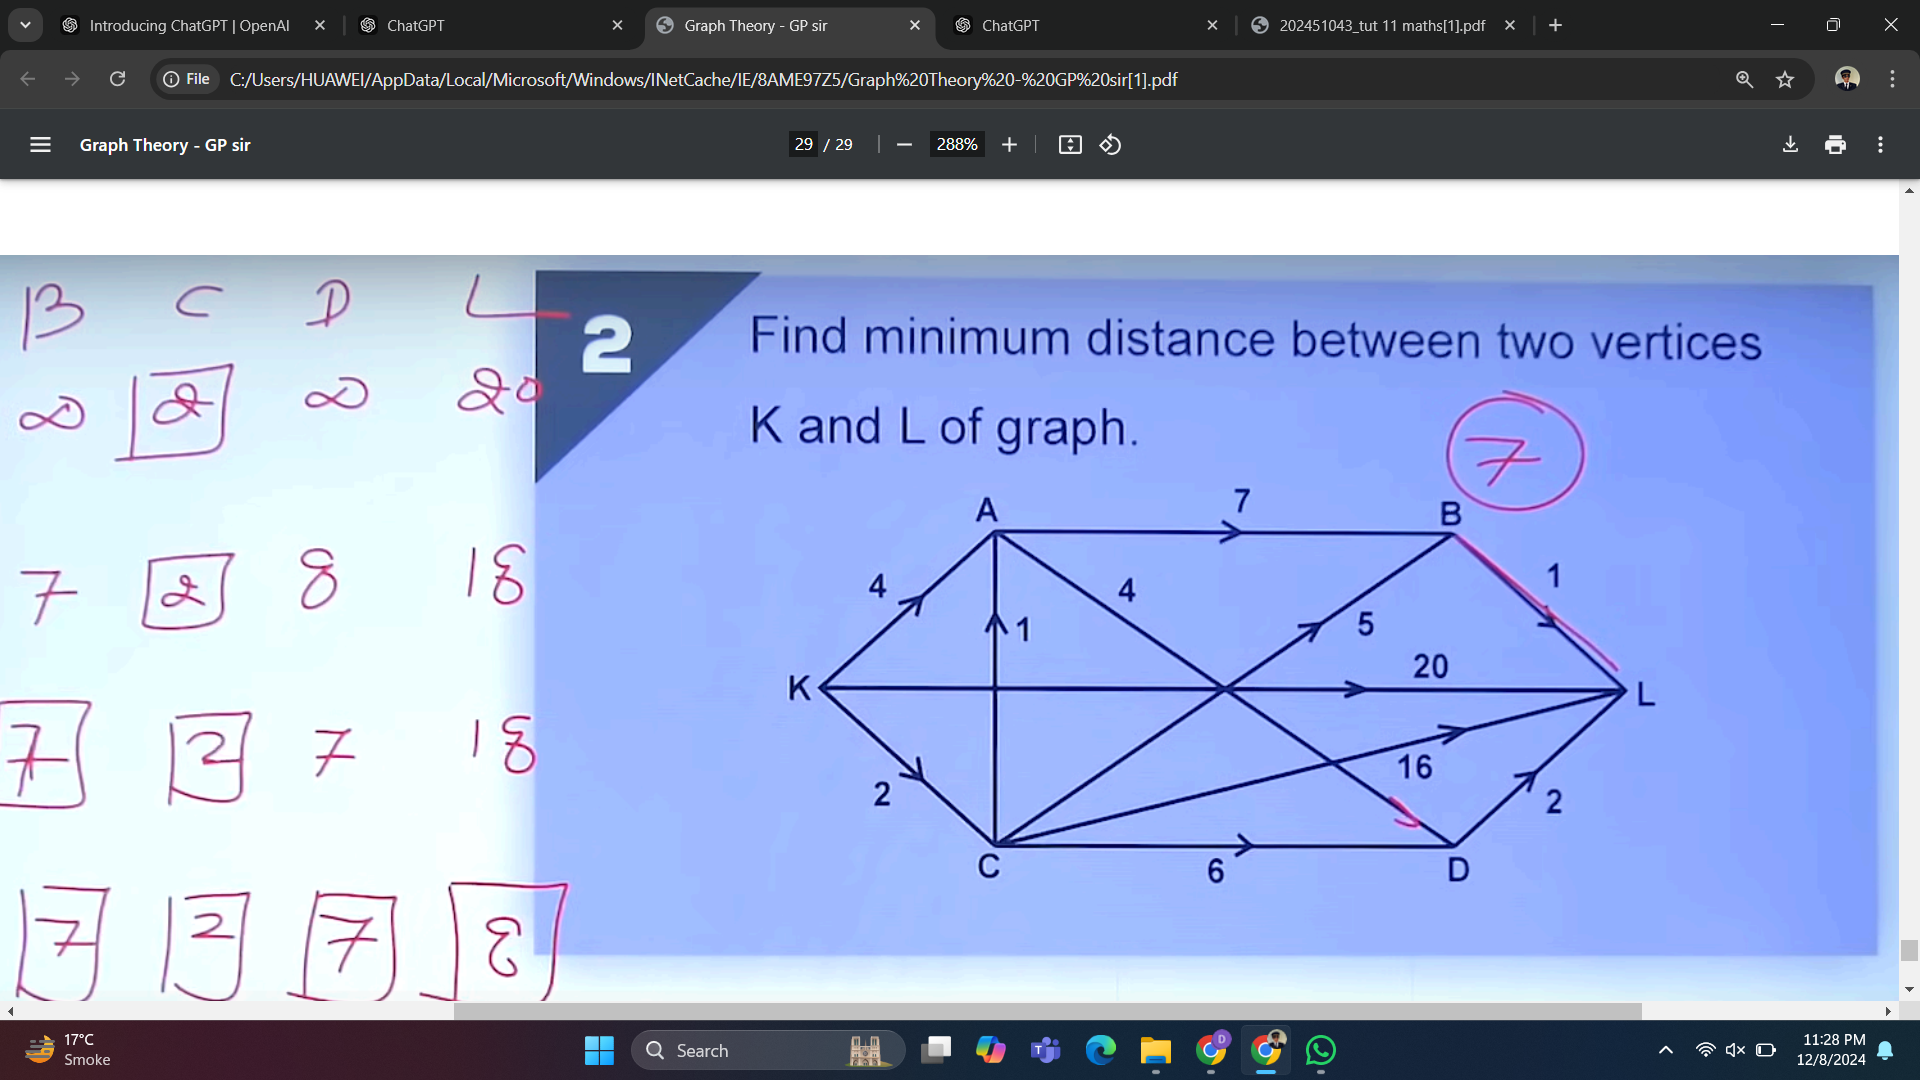 Introducing ChatGPT | OpenAI
ChatGPT
Graph Theory - GP sir
ChatGPT
202451043_tut 11 maths[1].pdf
File
C:/Users/HUAWEI/AppData/Local/Microsoft/Windows/INetCache/IE/8AME97Z5/Graph%20Theory%20-%20GP%20sir[1].pdf
Graph Theory - GP sir
29 / 29
288%
B C D L
∞ 2 ∞ 20
7 2 8 18
7 2 7 18
7 2 7 8
2
Find minimum distance between two vertices
K and L of graph.
7
A 7 B
4 4 1
1 5
20
K L
16
2 2
C 6 D
17°C
Smoke
Search
11:28 PM
12/8/2024